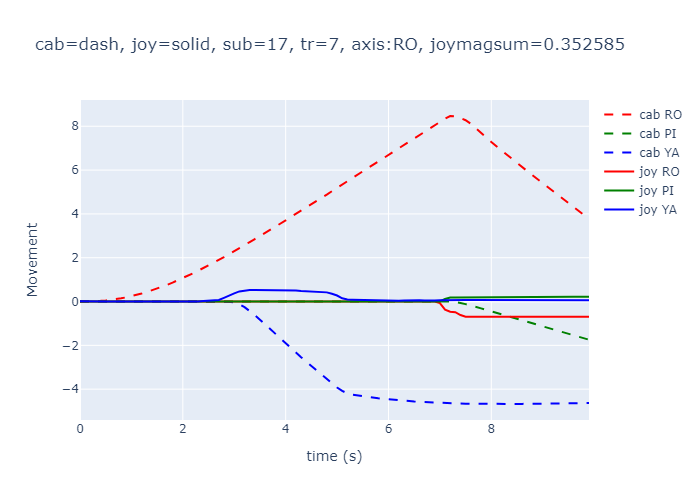 cab=dash, joy=solid, sub=17, tr=7, axis:RO, joymagsum=0.352585
8
6
4
2
0
−2
−4
Movement
0
2
4
6
8
time (s)
cab RO
cab PI
cab YA
joy RO
joy PI
joy YA